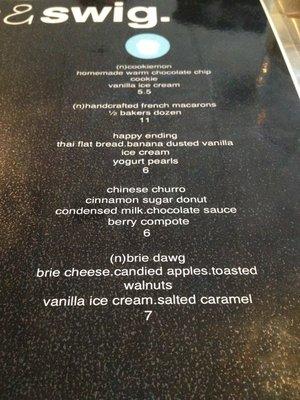 & swig.
(n)cookiemon
homemade warm chocolate chip
cookie
vanilla ice cream
5.5
(n)handcrafted french macarons
½ bakers dozen
11
happy ending
thai flat bread.banana dusted vanilla
ice cream
yogurt pearls
6
chinese churro
cinnamon sugar donut
condensed milk.chocolate sauce
berry compote
6
(n)brie dawg
brie cheese.candied apples.toasted
walnuts
vanilla ice cream.salted caramel
7